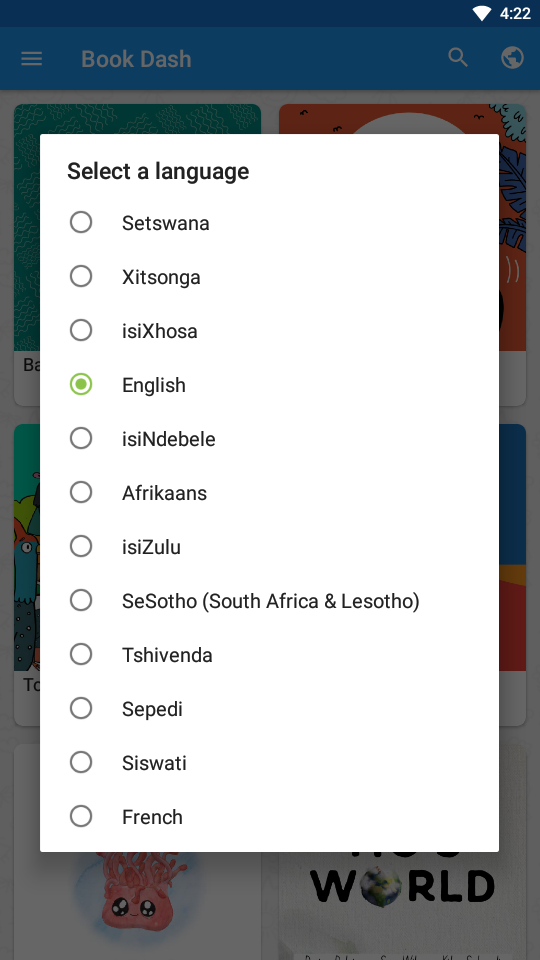 4:22
Book Dash
Select a language
Setswana
Xitsonga
isiXhosa
English
isiNdebele
Afrikaans
isiZulu
SeSotho (South Africa & Lesotho)
Tshivenda
Sepedi
Siswati
French
Ba
To
WORLD